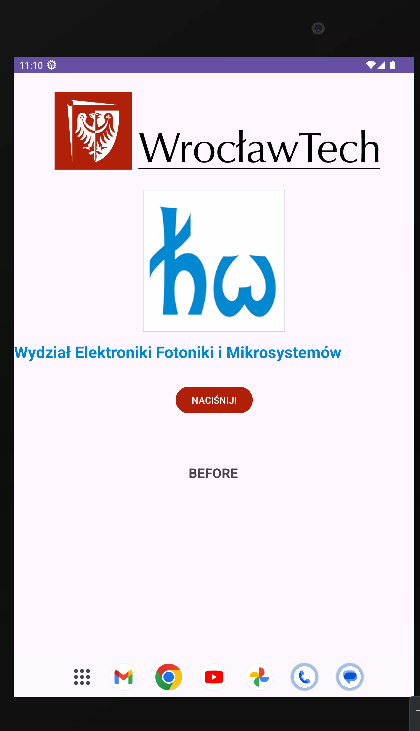 11:10
WrocławTech
ħω
Wydział Elektroniki Fotoniki i Mikrosystemów
NACIŚNIJ!
BEFORE